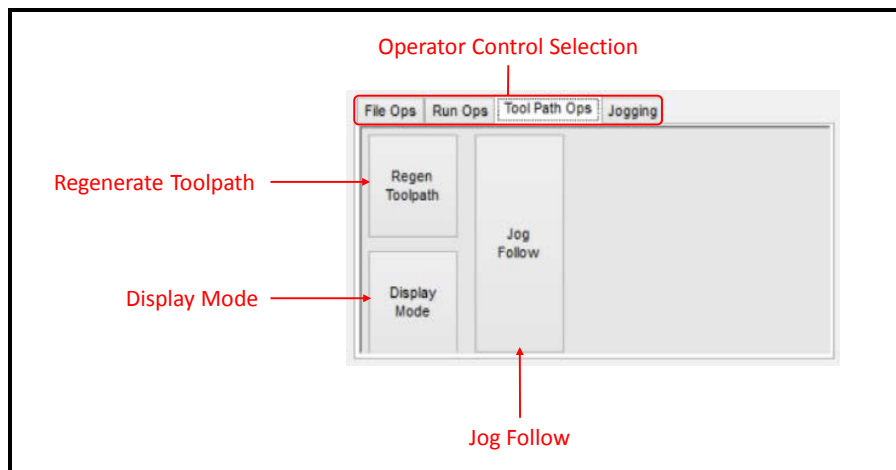 Operator Control Selection
File Ops Run Ops Tool Path Ops Jogging
Regenerate Toolpath
Regen
Toolpath
Jog
Follow
Display Mode
Display
Mode
Jog Follow